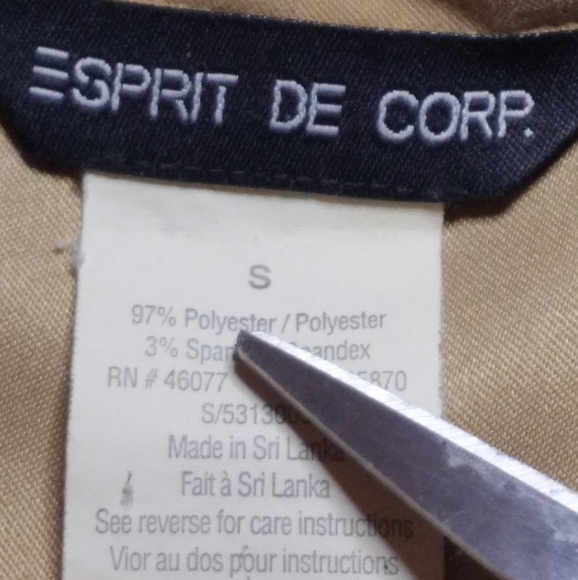 ESPRIT DE CORP.
S
97% Polyester / Polyester
3%
RN # 46077
Made in Sri Lanka
Fait à Sri Lanka
See reverse for care instructions
Vior au dos pour instructions